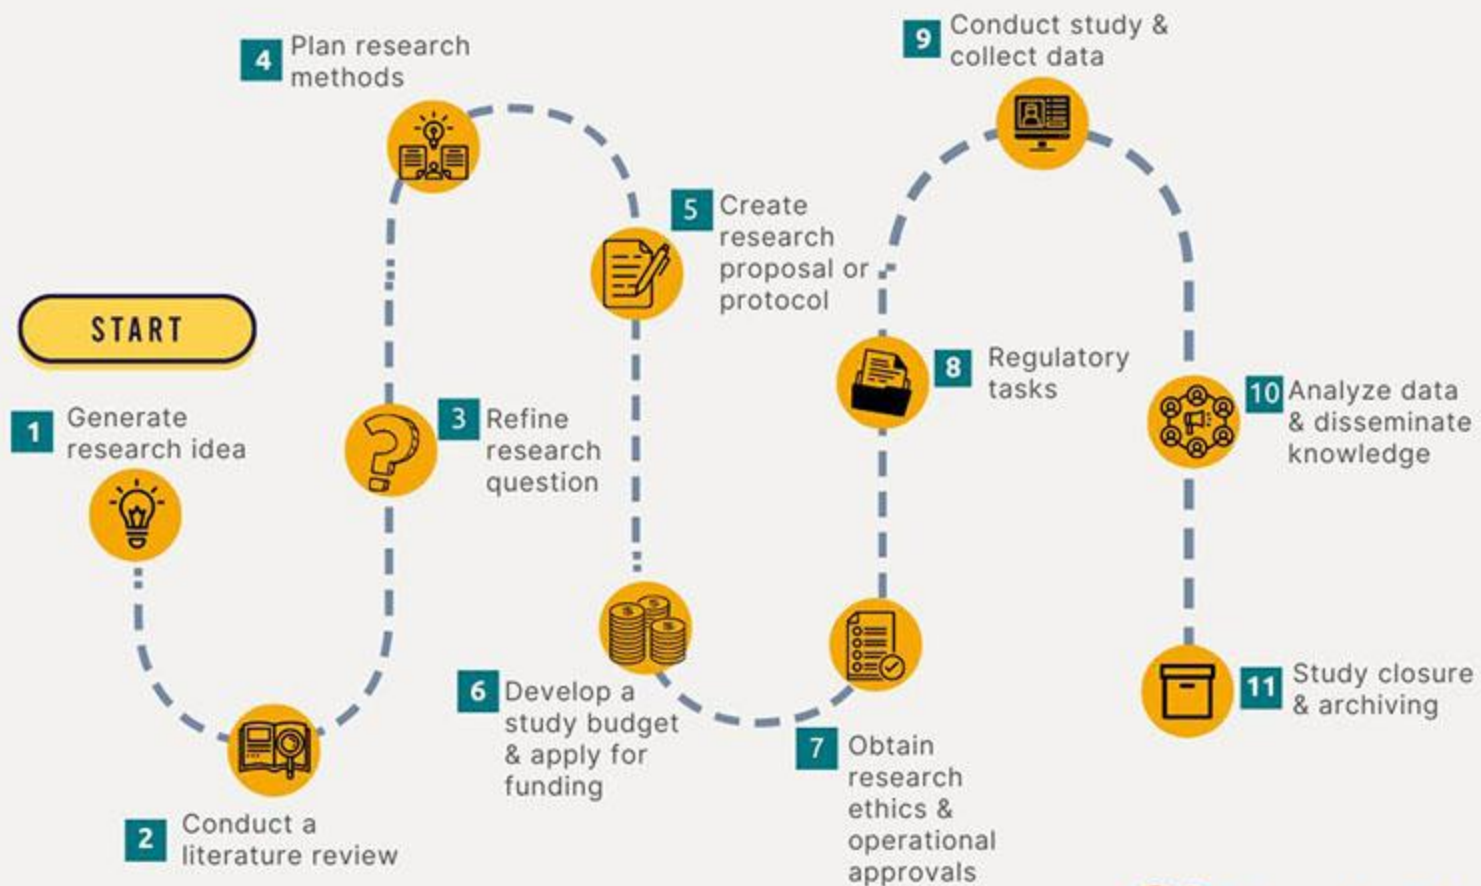 START
1 Generate
research idea
2 Conduct a
literature review
3 Refine
research
question
4 Plan research
methods
5 Create
research
proposal or
protocol
6 Develop a
study budget
& apply for
funding
7 Obtain
research
ethics &
operational
approvals
8 Regulatory
tasks
9 Conduct study &
collect data
10 Analyze data
& disseminate
knowledge
11 Study closure
& archiving